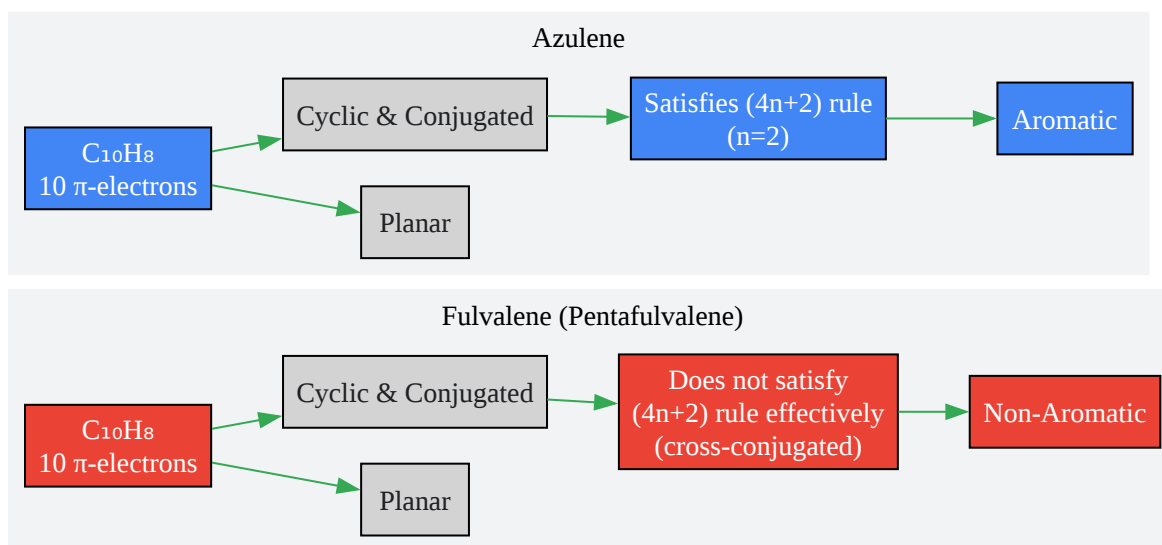 Azulene
C₁₀H₈
10 π-electrons
Cyclic & Conjugated
Planar
Satisfies (4n+2) rule
(n=2)
Aromatic
Fulvalene (Pentafulvalene)
C₁₀H₈
10 π-electrons
Cyclic & Conjugated
Planar
Does not satisfy
(4n+2) rule effectively
(cross-conjugated)
Non-Aromatic